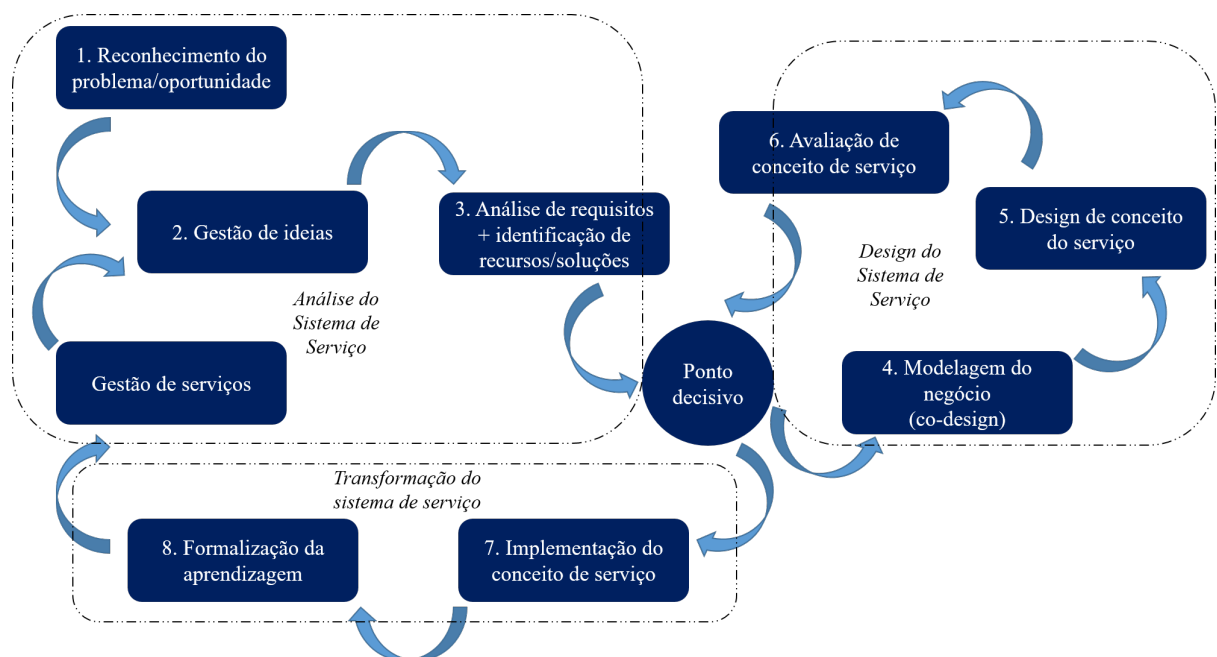 1. Reconhecimento do
problema/oportunidade
2. Gestão de ideias
3. Análise de requisitos
+ identificação de
recursos/soluções
Análise do
Sistema de
Serviço
Gestão de serviços
Ponto
decisivo
6. Avaliação de
conceito de serviço
5. Design de conceito
do serviço
Design do
Sistema de
Serviço
4. Modelagem do
negócio
(co-design)
Transformação do
sistema de serviço
8. Formalização da
aprendizagem
7. Implementação do
conceito de serviço